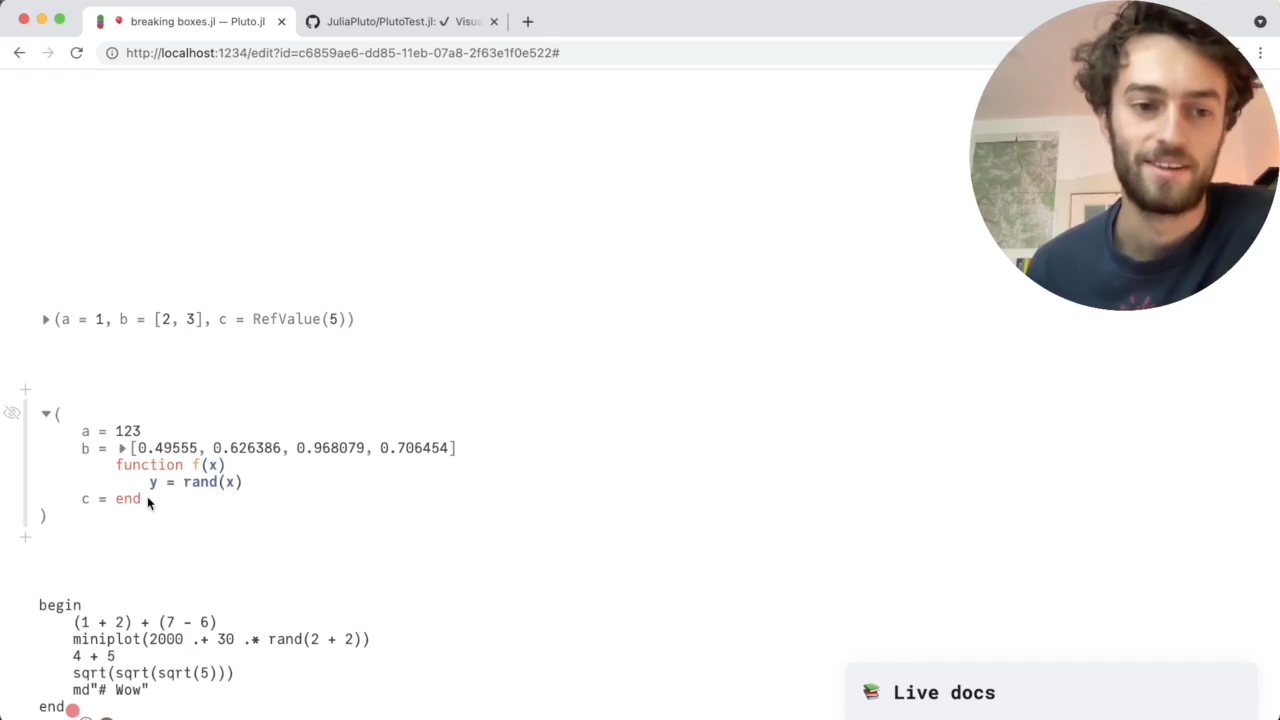 breaking boxes.jl — Pluto.jl
JuliaPluto/PlutoTest.jl: ✔ Visua
http://localhost:1234/edit?id=c6859ae6-dd85-11eb-07a8-2f63e1f0e522#
(a = 1, b = [2, 3], c = RefValue(5))
(
a = 123
b = [0.49555, 0.626386, 0.968079, 0.706454]
function f(x)
y = rand(x)
c = end
)
begin
(1 + 2) + (7 - 6)
miniplot(2000 .+ 30 .* rand(2 + 2))
4 + 5
sqrt(sqrt(sqrt(5)))
md"# Wow"
end
Live docs